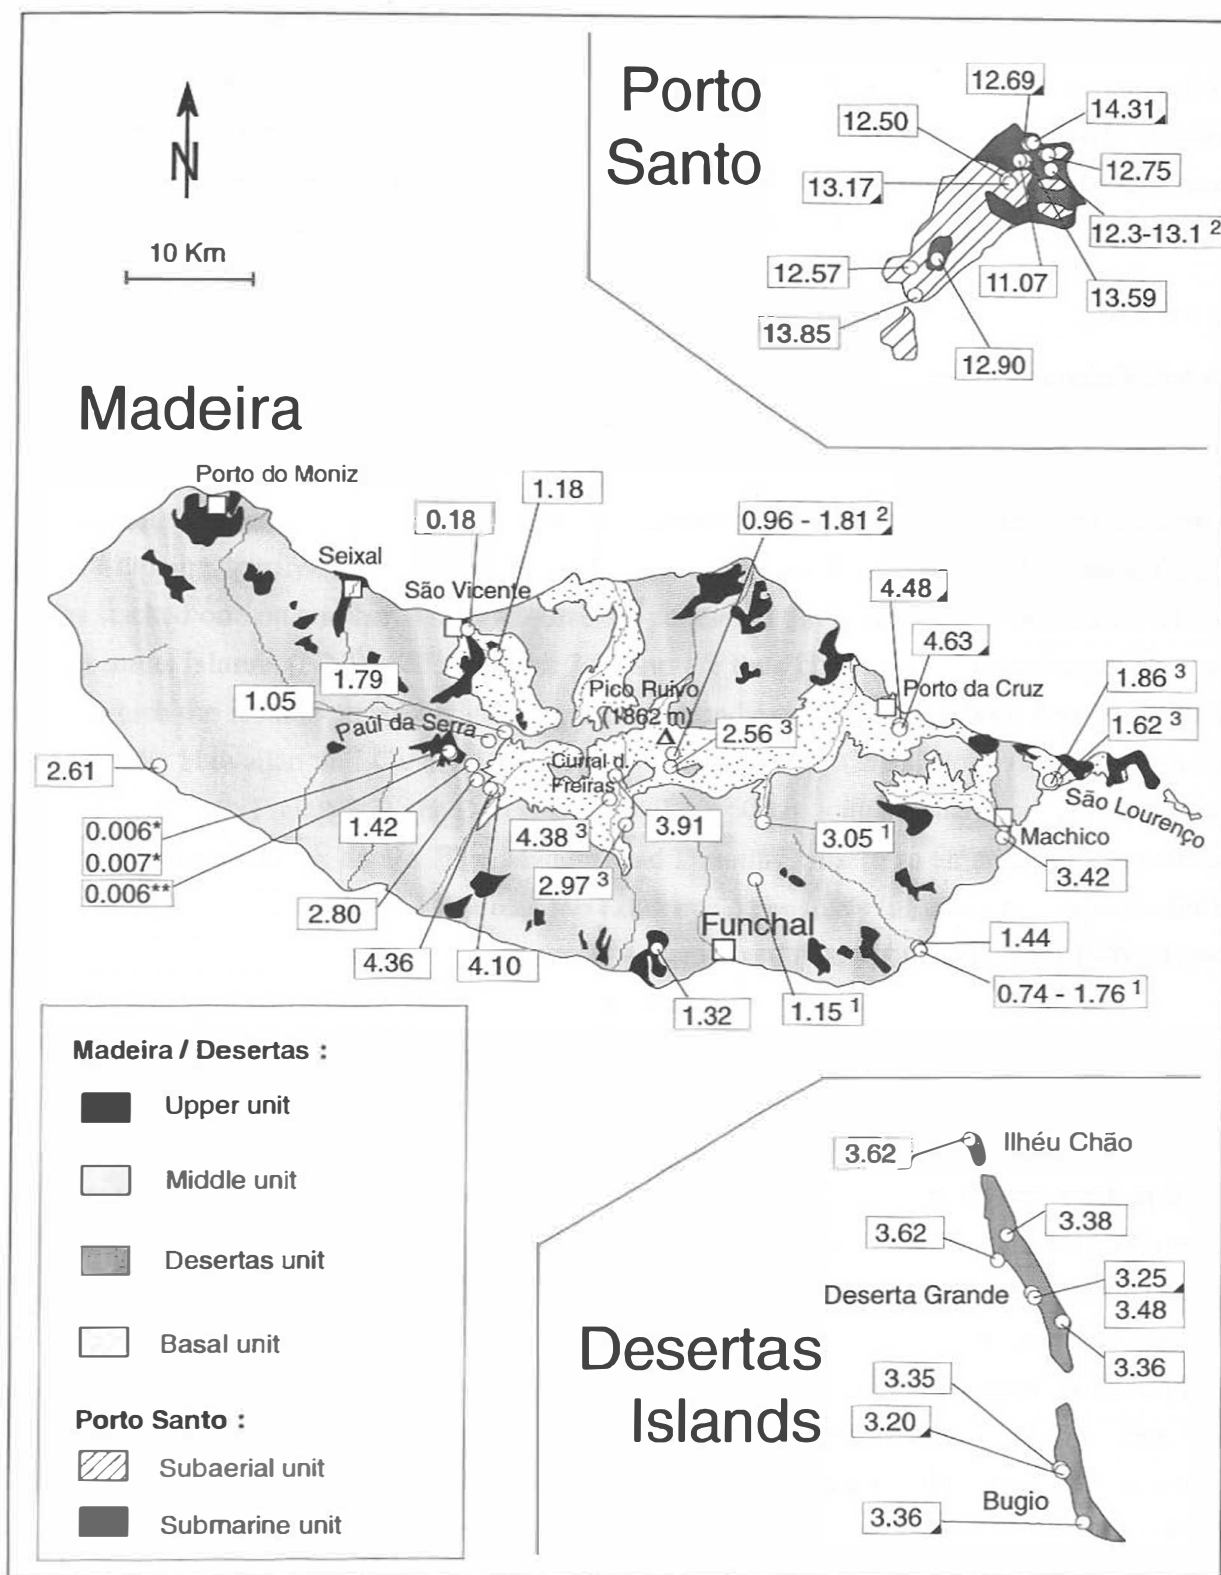 Porto
Santo
12.69
14.31
12.50
12.75
13.17
12.3-13.1 2
12.57
11.07
13.59
13.85
12.90
N
10 Km
Madeira
Porto do Moniz
1.18
0.18
0.96 - 1.81 2
Seixal
São Vicente
4.48
4.63
1.79
1.05
Pico Ruivo
(1862 m)
Porto da Cruz
1.86 3
1.62 3
Paúl da Serra
2.56 3
2.61
Curral d.
Freiras
São Lourenço
0.006*
0.007*
0.006**
1.42
4.38 3
3.91
3.05 1
Machico
2.97 3
3.42
2.80
Funchal
4.36
4.10
1.44
0.74 - 1.76 1
1.32
1.15 1
Madeira / Desertas :
Upper unit
Middle unit
Desertas unit
Basal unit
Porto Santo :
Subaerial unit
Submarine unit
Desertas
Islands
3.62
Ilhéu Chão
3.62
3.38
Deserta Grande
3.25
3.48
3.36
3.35
3.20
Bugio
3.36